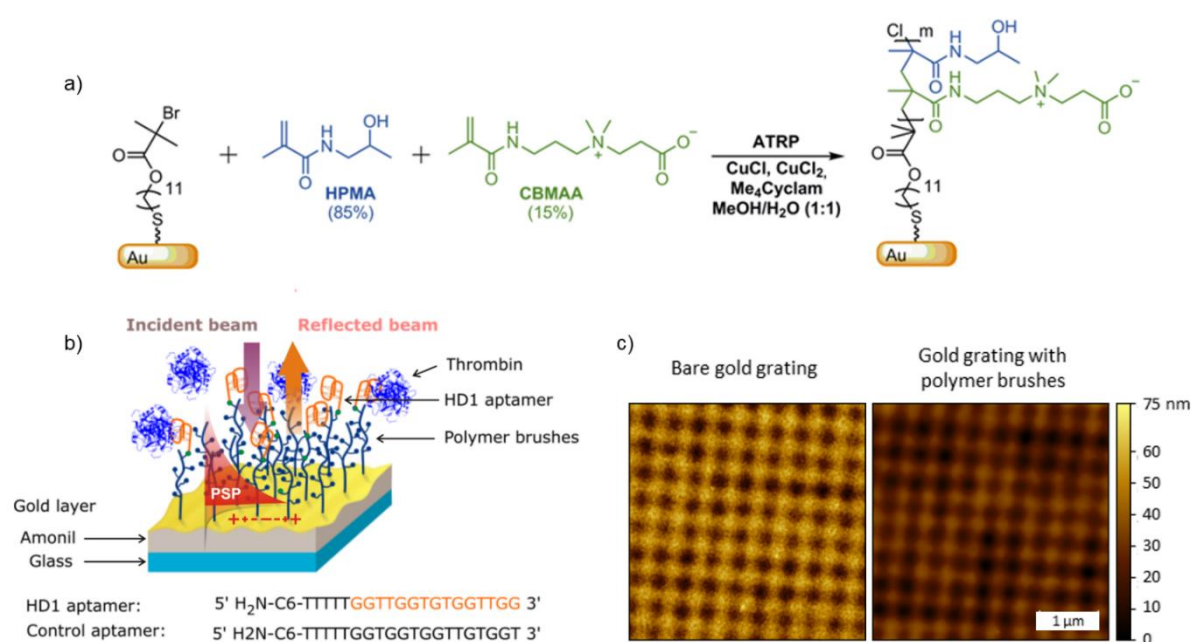 a)
Br
O
O
11
S
Au
+
H
N
O
OH
HPMA
(85%)
+
H
N
O
N
+
O
O−
CBMAA
(15%)
ATRP
CuCl, CuCl2,
Me4Cyclam
MeOH/H2O (1:1)
Cl
m
H
N
OH
O
H
N
O
N
+
O
O−
O
O
11
S
Au
b)
Incident beam
Reflected beam
Thrombin
HD1 aptamer
Polymer brushes
PSP
Gold layer
Amonil
Glass
HD1 aptamer: 5' H2N-C6-TTTTTGGTTGGTGTGGTTGG 3'
Control aptamer: 5' H2N-C6-TTTTTGGTGGTGGTTGTGGT 3'
c)
Bare gold grating
Gold grating with
polymer brushes
75 nm
60
50
40
30
20
10
0
1 µm